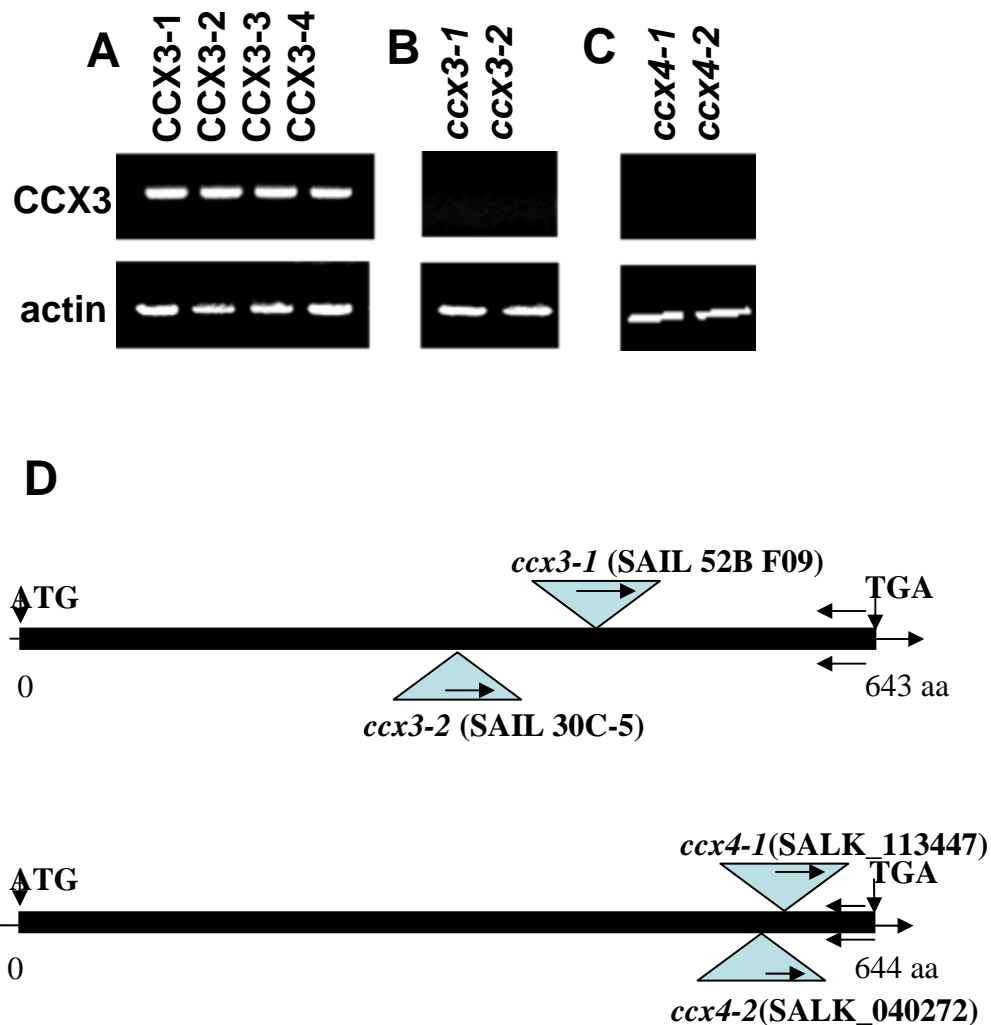 A
CCX3-1
CCX3-2
CCX3-3
CCX3-4
B
ccx3-1
ccx3-2
C
ccx4-1
ccx4-2
CCX3
actin
D
ccx3-1 (SAIL 52B F09)
ATG
TGA
0
643 aa
ccx3-2 (SAIL 30C-5)
ccx4-1(SALK_113447)
ATG
TGA
0
644 aa
ccx4-2(SALK_040272)